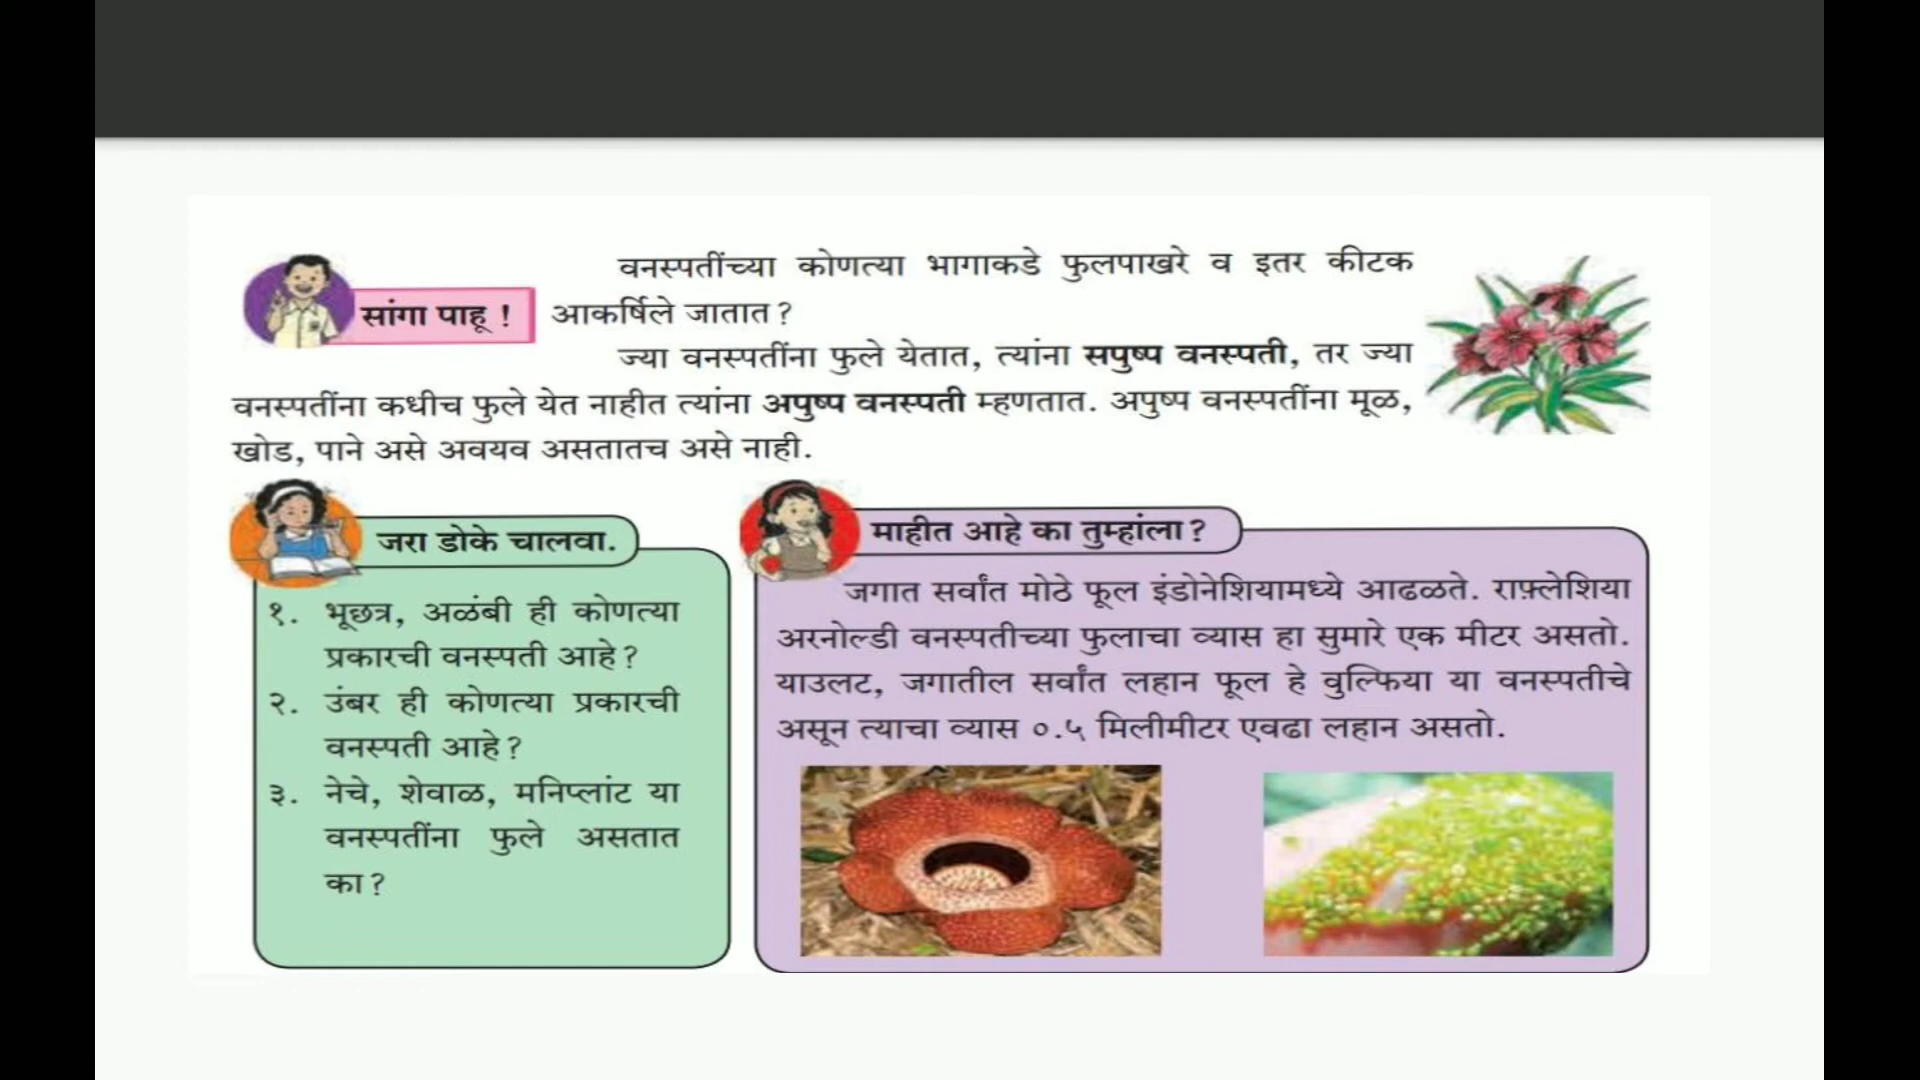 वनस्पतींच्या कोणत्या भागाकडे फुलपाखरे व इतर कीटक
सांगा पाहू ! आकर्षिले जातात?
ज्या वनस्पतींना फुले येतात, त्यांना सपुष्प वनस्पती, तर ज्या
वनस्पतींना कधीच फुले येत नाहीत त्यांना अपुष्प वनस्पती म्हणतात. अपुष्प वनस्पतींना मूळ,
खोड, पाने असे अवयव असतातच असे नाही.
जरा डोके चालवा.
१. भूछत्र, अळंबी ही कोणत्या
प्रकारची वनस्पती आहे?
२. उंबर ही कोणत्या प्रकारची
वनस्पती आहे?
३. नेचे, शेवाळ, मनिप्लांट या
वनस्पतींना फुले असतात
का?
माहीत आहे का तुम्हांला?
जगात सर्वांत मोठे फूल इंडोनेशियामध्ये आढळते. राफ़्लेशिया
अरनोल्डी वनस्पतीच्या फुलाचा व्यास हा सुमारे एक मीटर असतो.
याउलट, जगातील सर्वांत लहान फूल हे वुल्फिया या वनस्पतीचे
असून त्याचा व्यास ०.५ मिलीमीटर एवढा लहान असतो.